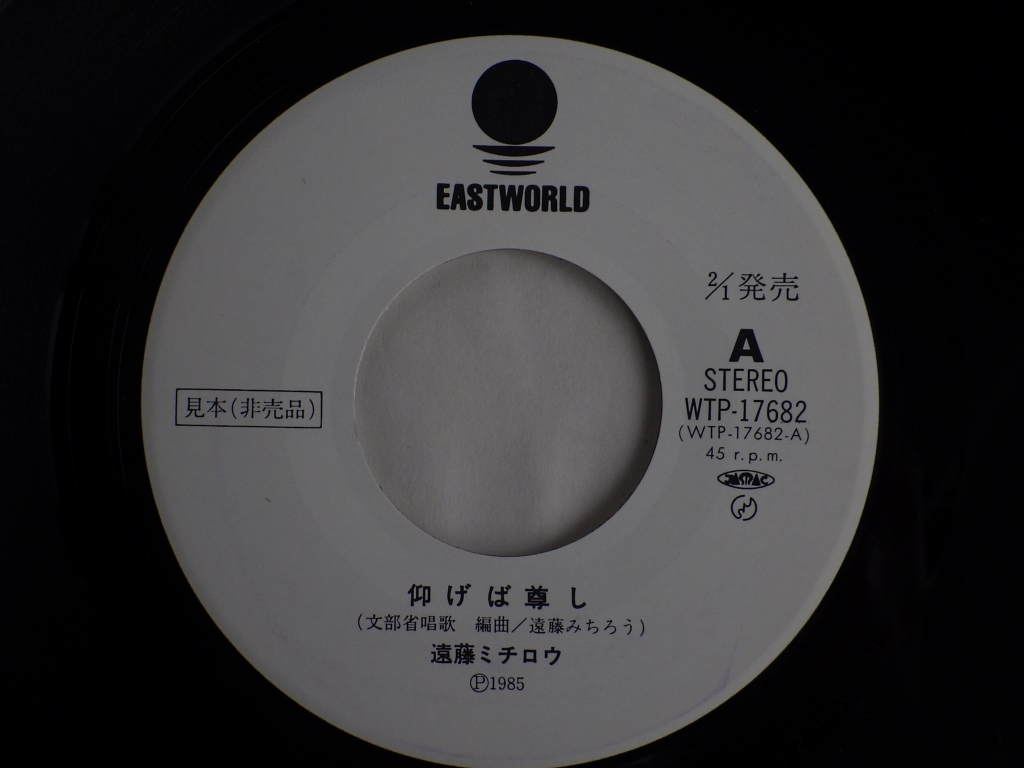 EASTWORLD
2/1発売
A
STEREO
WTP-17682
(WTP-17682-A)
45 r.p.m.
JASRAC
見本(非売品)
仰げば尊し
(文部省唱歌 編曲/遠藤みちろう)
遠藤ミチロウ
Ⓟ1985